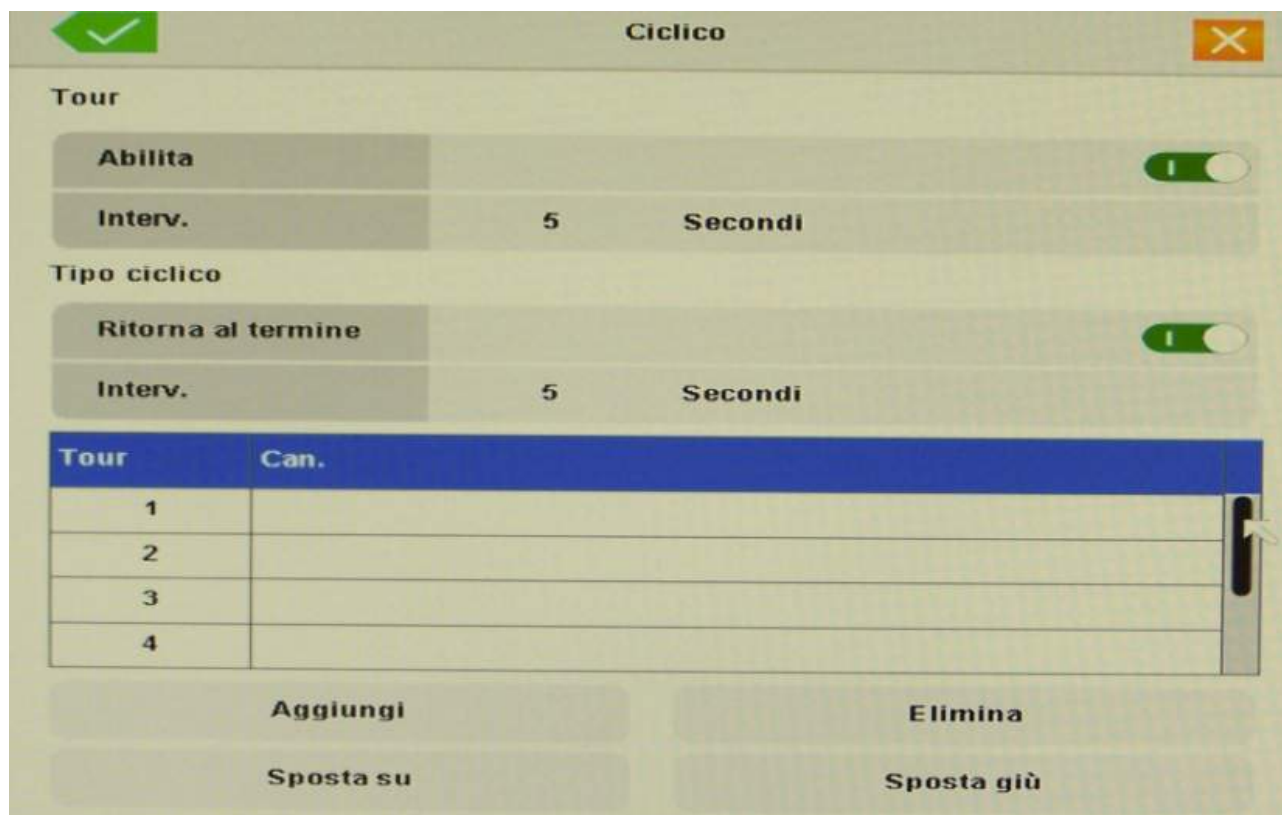 Ciclico
Tour
Abilita
Interv. 5 Secondi
Tipo ciclico
Ritorna al termine
Interv. 5 Secondi
Tour Can.
1
2
3
4
Aggiungi Elimina
Sposta su Sposta giù